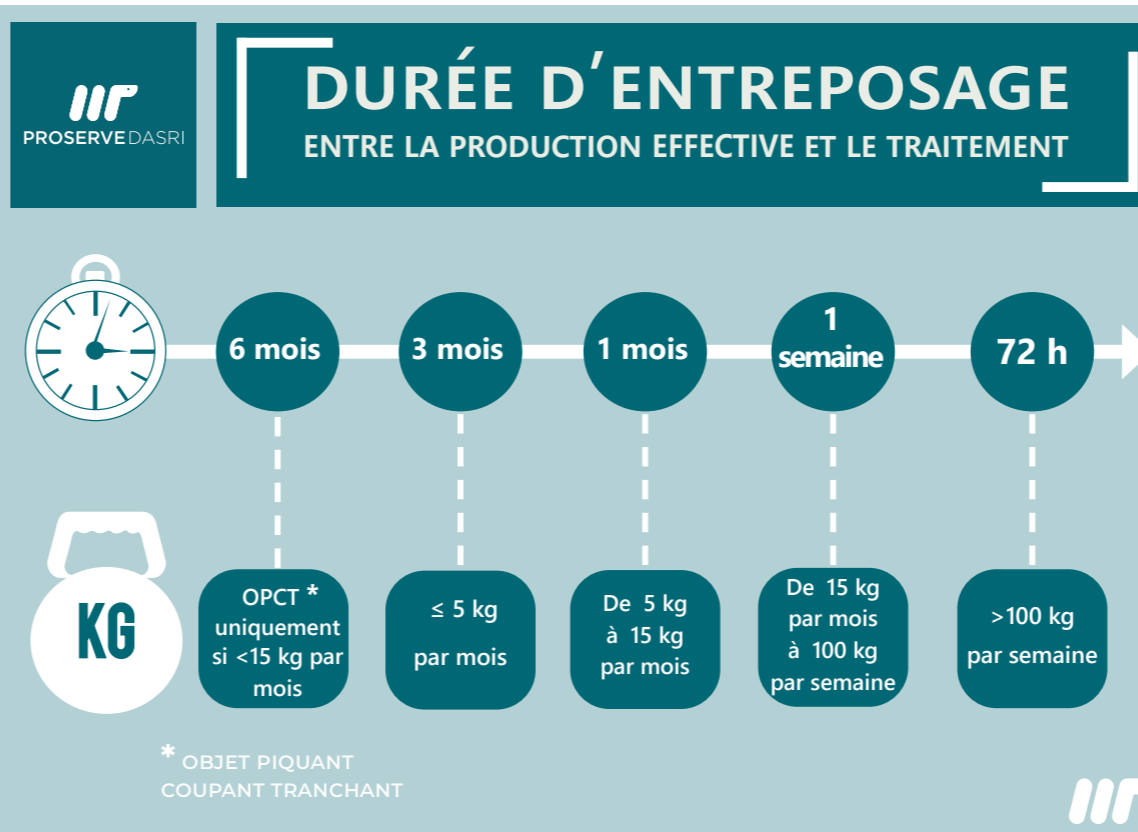 PROSERVEDASRI
DURÉE D'ENTREPOSAGE
ENTRE LA PRODUCTION EFFECTIVE ET LE TRAITEMENT
6 mois
3 mois
1 mois
1
semaine
72 h
KG
OPCT *
uniquement
si <15 kg par
mois
≤ 5 kg
par mois
De 5 kg
à 15 kg
par mois
De 15 kg
par mois
à 100 kg
par semaine
>100 kg
par semaine
* OBJET PIQUANT
COUPANT TRANCHANT